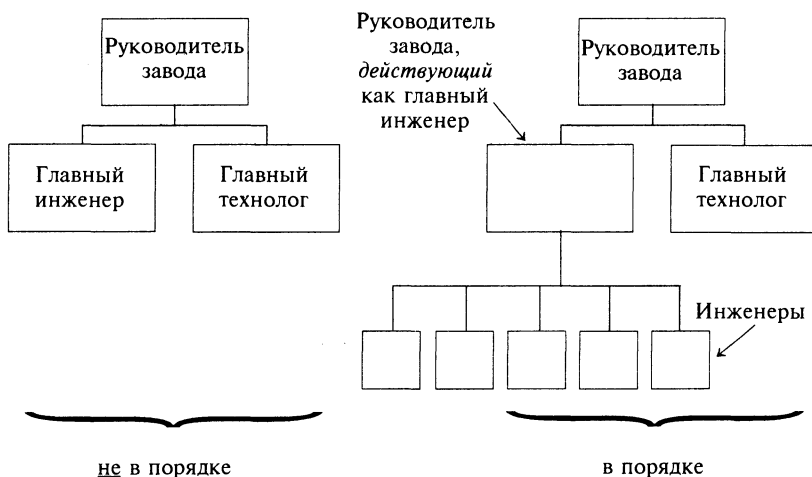 Руководитель
завода
Главный
инженер
Главный
технолог
не в порядке
Руководитель
завода,
действующий
как главный
инженер
Руководитель
завода
Главный
технолог
Инженеры
в порядке